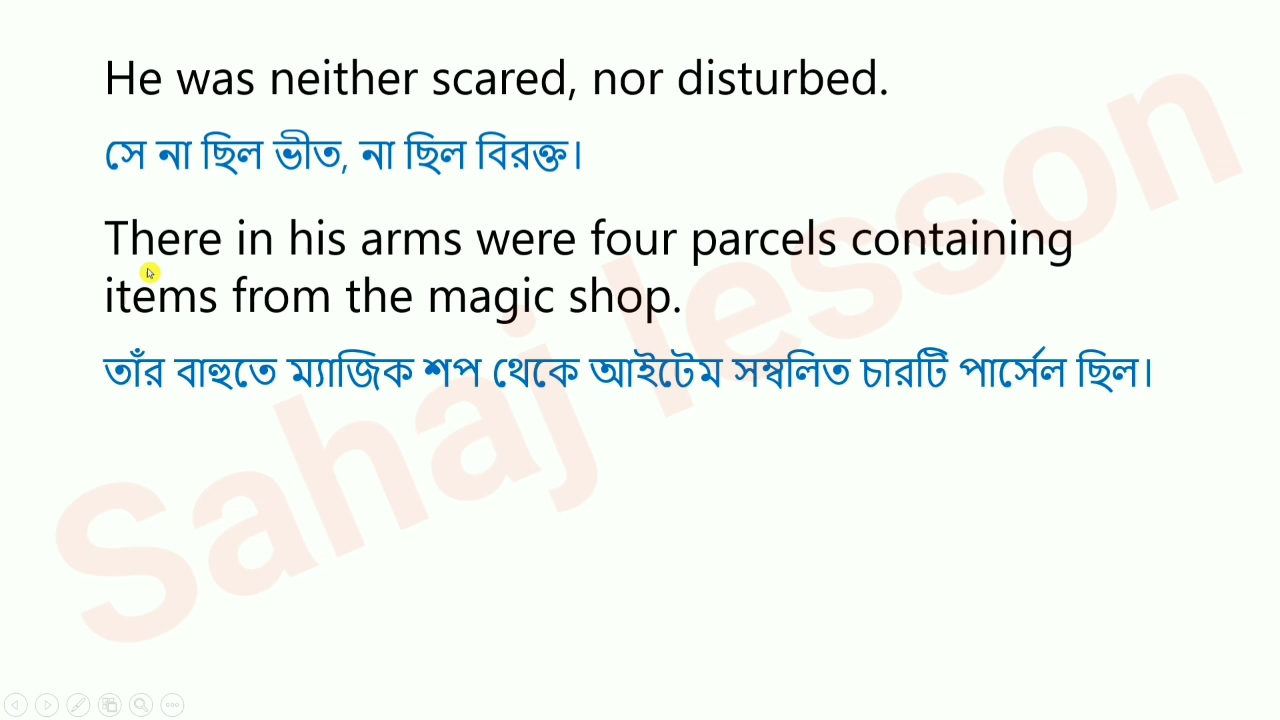 He was neither scared, nor disturbed.
সে না ছিল ভীত, না ছিল বিরক্ত।
There in his arms were four parcels containing
items from the magic shop.
তাঁর বাহুতে ম্যাজিক শপ থেকে আইটেম সম্বলিত চারটি পার্সেল ছিল।
Sahaj lesson